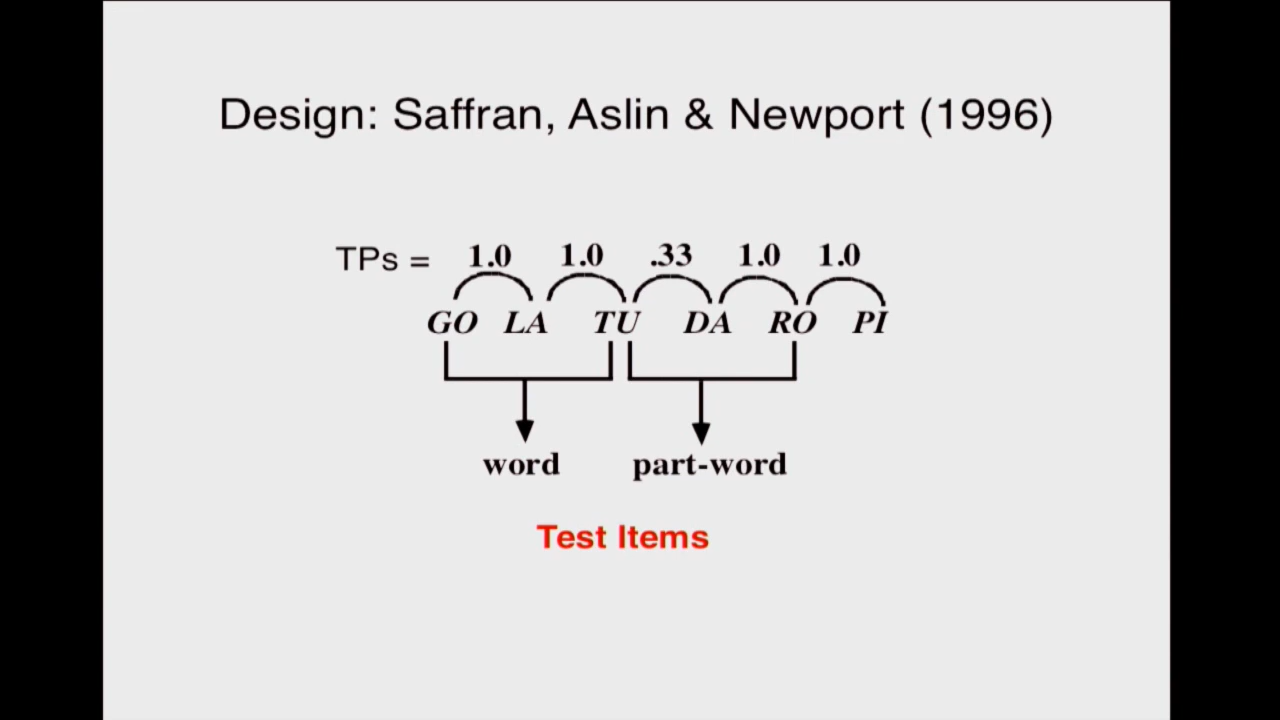 Design: Saffran, Aslin & Newport (1996)
TPs = 1.0 1.0 .33 1.0 1.0
GO LA TU DA RO PI
word part-word
Test Items